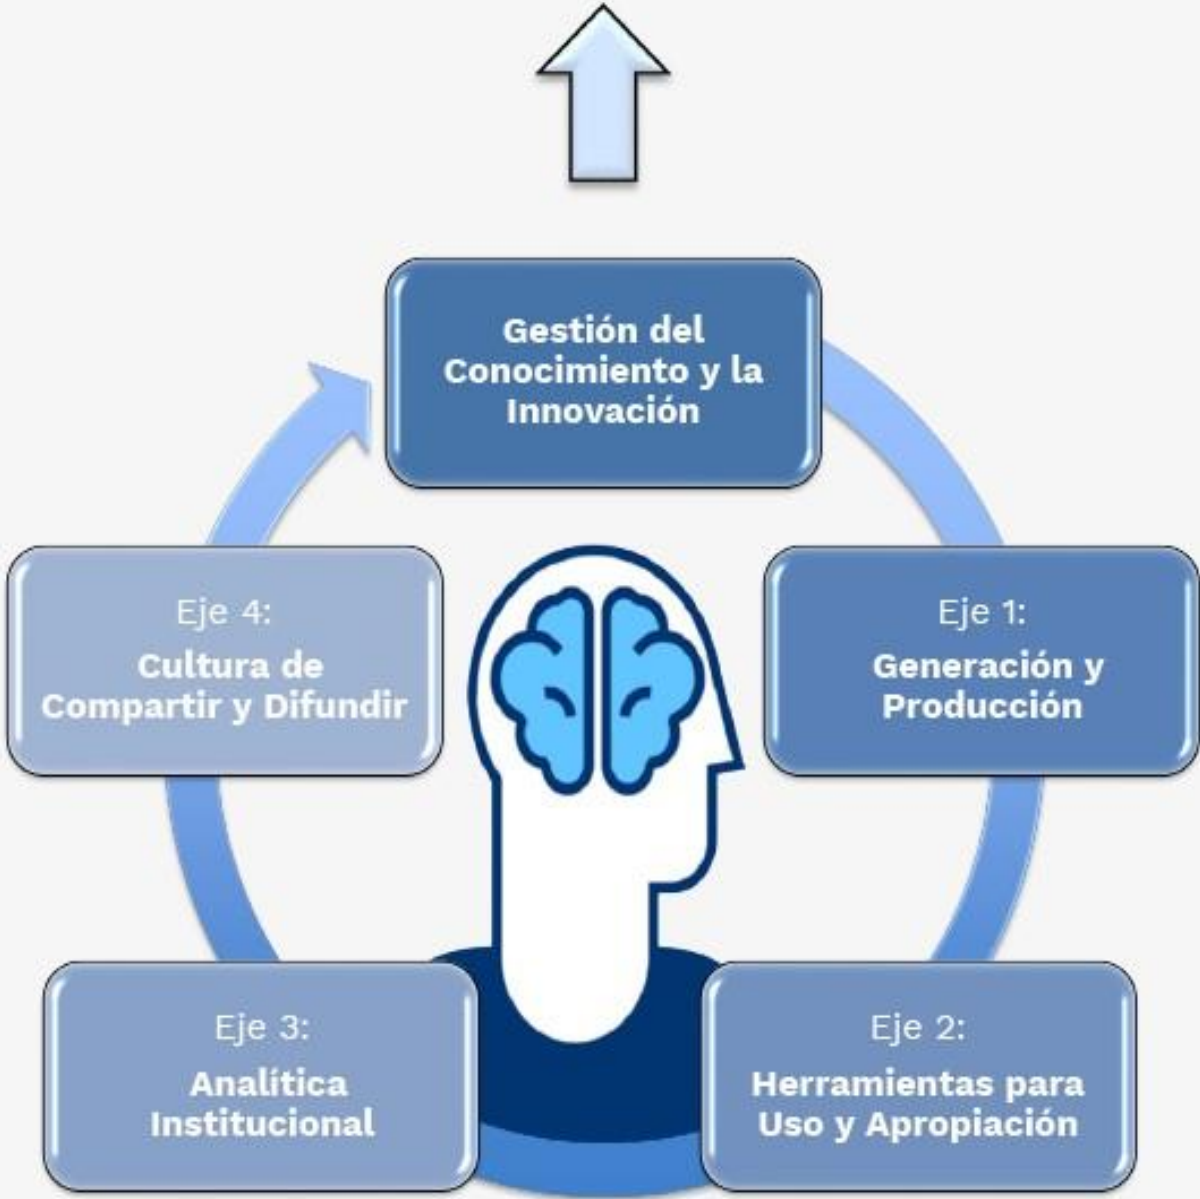 Gestión del
Conocimiento y la
Innovación
Eje 1:
Generación y
Producción
Eje 2:
Herramientas para
Uso y Apropiación
Eje 3:
Analítica
Institucional
Eje 4:
Cultura de
Compartir y Difundir